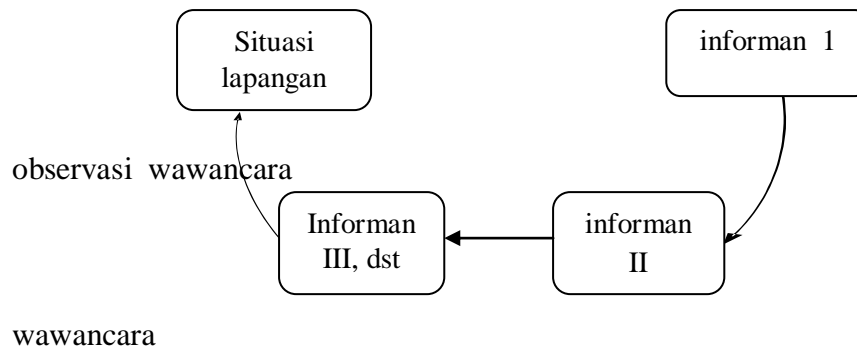 Situasi
lapangan
informan 1
observasi wawancara
Informan
III, dst
informan
II
wawancara